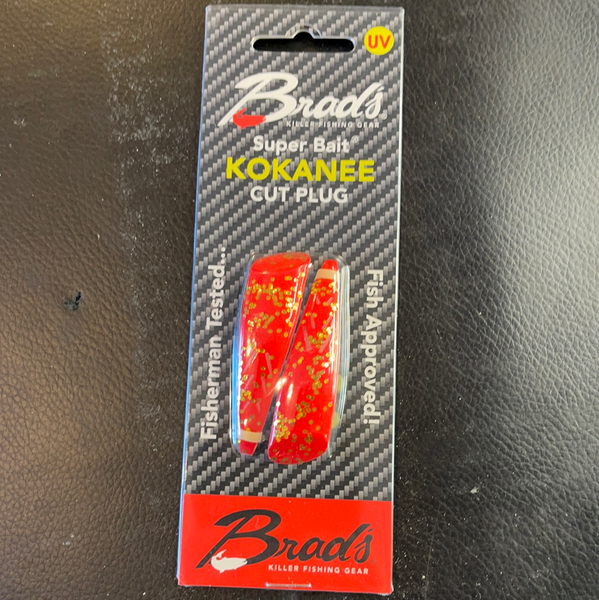 UV
Brad's
KILLER FISHING GEAR
Super Bait
KOKANEE
CUT PLUG
Fisherman Tested...
Fish Approved!
Brad's
KILLER FISHING GEAR